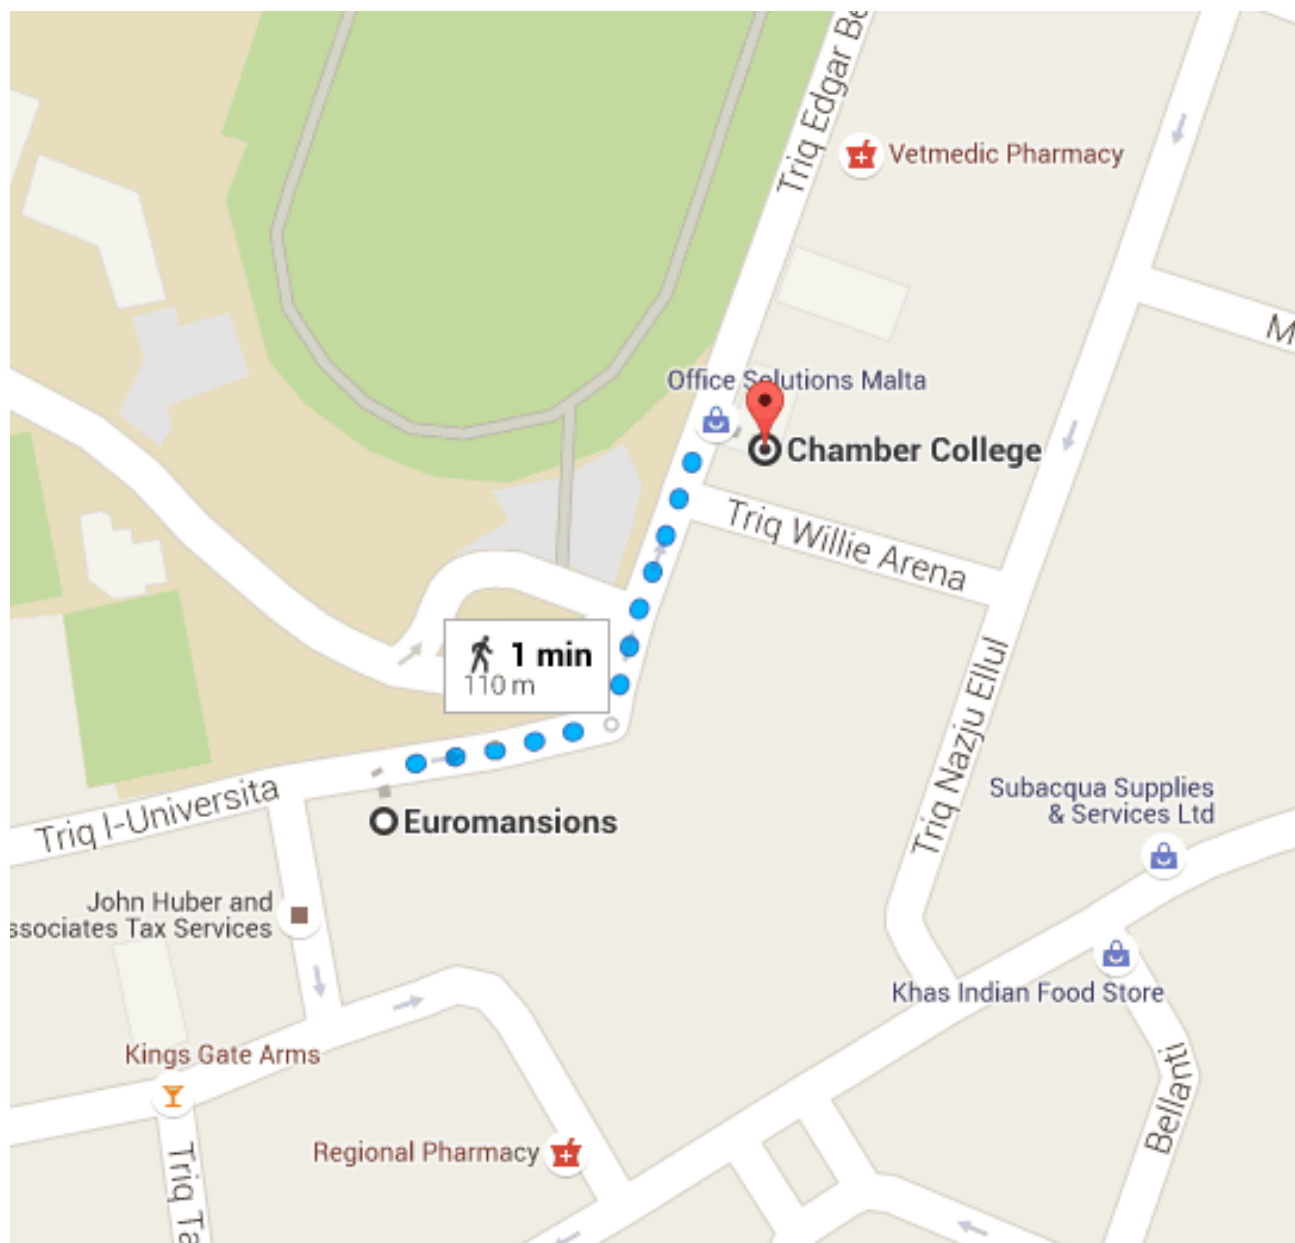 Triq Edgar Be
Vetmedic Pharmacy
M
Office Solutions Malta
Chamber College
Triq Willie Arena
1 min
110 m
Triq Nazju Ellul
Triq I-Universita
Euromansions
Subacqua Supplies
& Services Ltd
John Huber and
ssociates Tax Services
Khas Indian Food Store
Kings Gate Arms
Bellanti
Regional Pharmacy
Triq Ta